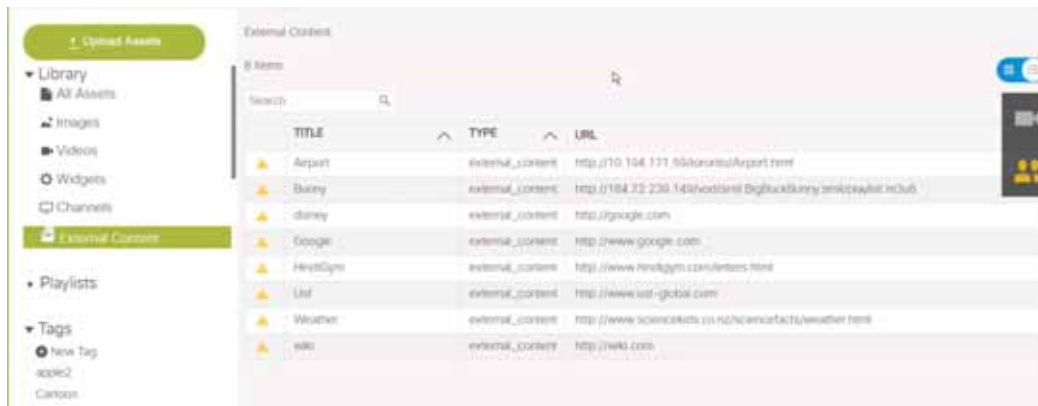 Upload Assets
Library
All Assets
Images
Videos
Widgets
Channels
External Content
Playlists
Tags
New Tag
apple2
Cartoon
External Content
8 Items
Search
TITLE TYPE URL
Airport external_content
Bunny external_content
disney external_content http://google.com
Google external_content http://www.google.com
HindiGym external_content http://www.hindigym.com/letters.html
Ust external_content http://www.ust-global.com
Weather external_content http://www.sciencekids.co.nz/sciencefacts/weather.html
wiki external_content http://wiki.com